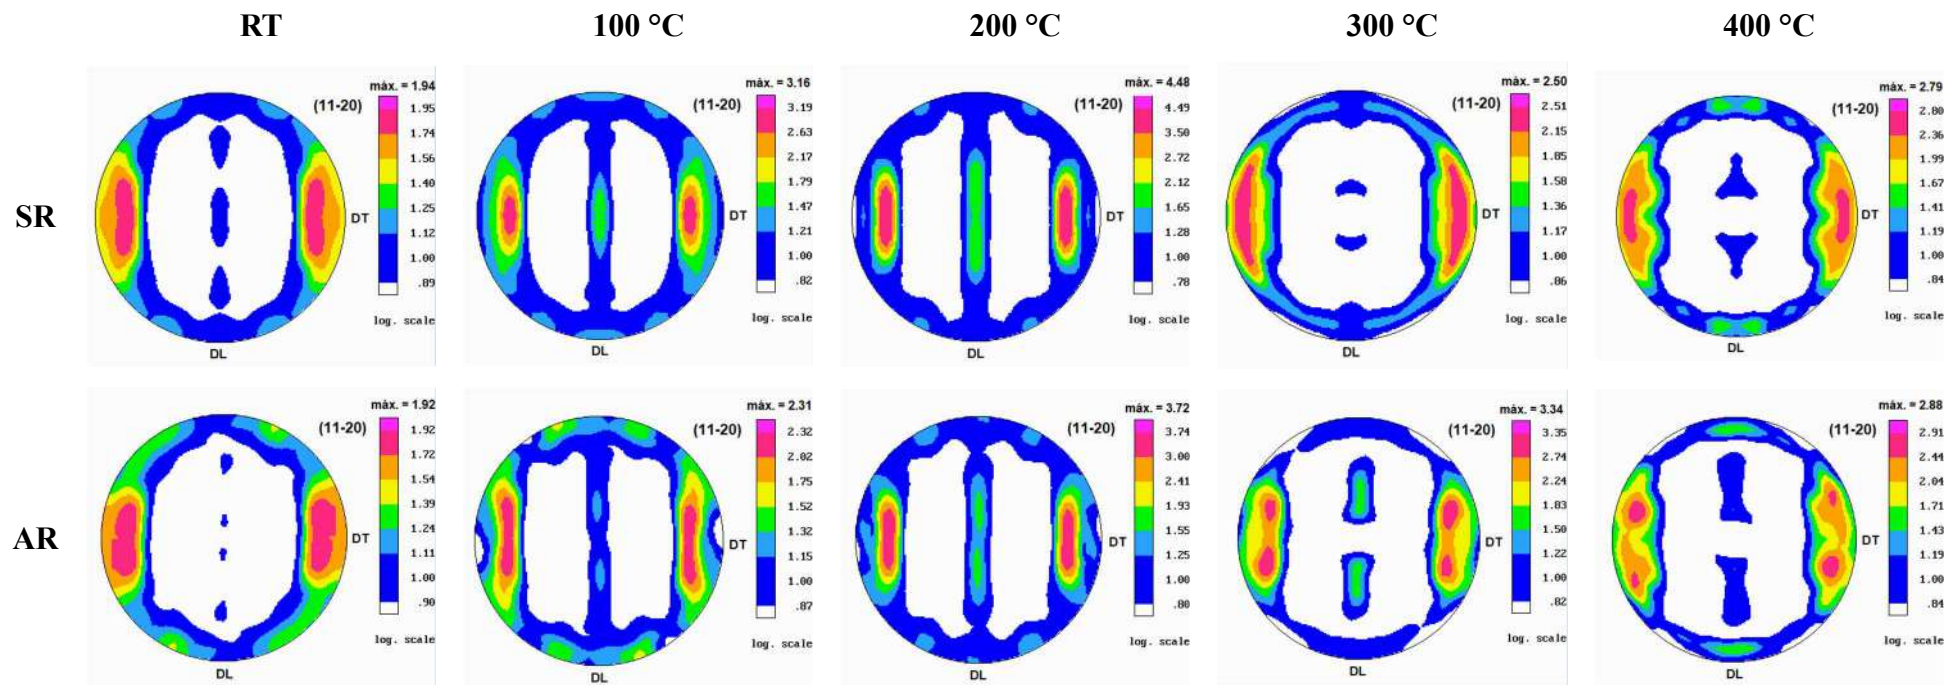 RT
100 °C
200 °C
300 °C
400 °C
SR
(11-20)
máx. = 1.94
1.95
1.74
1.56
1.40
1.25
1.12
1.00
.89
log. scale
DT
DL
(11-20)
máx. = 3.16
3.19
2.63
2.17
1.79
1.47
1.21
1.00
.82
log. scale
DT
DL
(11-20)
máx. = 4.48
4.49
3.50
2.72
2.12
1.65
1.28
1.00
.78
log. scale
DT
DL
(11-20)
máx. = 2.50
2.51
2.15
1.85
1.58
1.36
1.17
1.00
.86
log. scale
DT
DL
(11-20)
máx. = 2.79
2.80
2.36
1.99
1.67
1.41
1.19
1.00
.84
log. scale
DT
DL
AR
(11-20)
máx. = 1.92
1.92
1.72
1.54
1.39
1.24
1.11
1.00
.90
log. scale
DT
DL
(11-20)
máx. = 2.31
2.32
2.02
1.75
1.52
1.32
1.15
1.00
.87
log. scale
DT
DL
(11-20)
máx. = 3.72
3.74
3.00
2.41
1.93
1.55
1.25
1.00
.80
log. scale
DT
DL
(11-20)
máx. = 3.34
3.35
2.74
2.24
1.83
1.50
1.22
1.00
.82
log. scale
DT
DL
(11-20)
máx. = 2.88
2.91
2.44
2.04
1.71
1.43
1.19
1.00
.84
log. scale
DT
DL